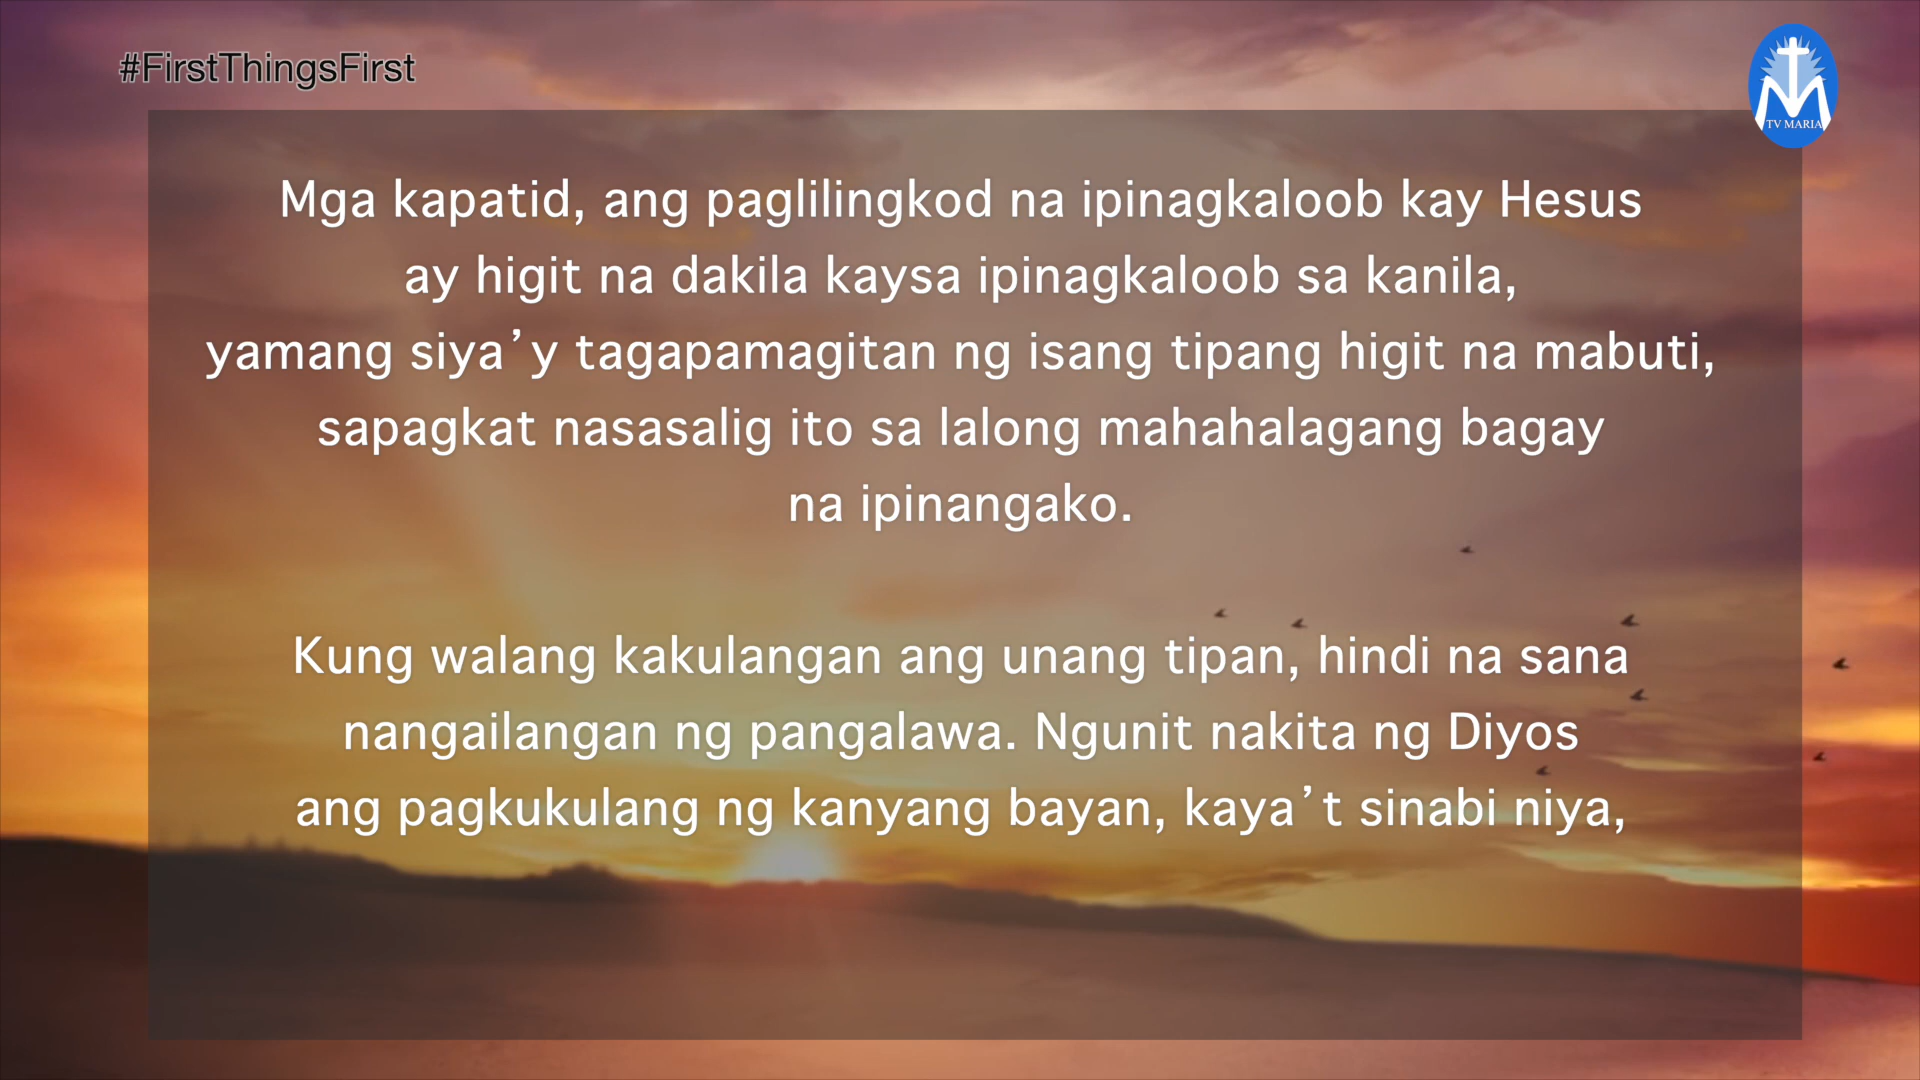 #FirstThingsFirst
TV MARIA
Mga kapatid, ang paglilingkod na ipinagkaloob kay Hesus
ay higit na dakila kaysa ipinagkaloob sa kanila,
yamang siya’y tagapamagitan ng isang tipang higit na mabuti,
sapagkat nasasalig ito sa lalong mahahalagang bagay
na ipinangako.
Kung walang kakulangan ang unang tipan, hindi na sana
nangailangan ng pangalawa. Ngunit nakita ng Diyos
ang pagkukulang ng kanyang bayan, kaya’t sinabi niya,